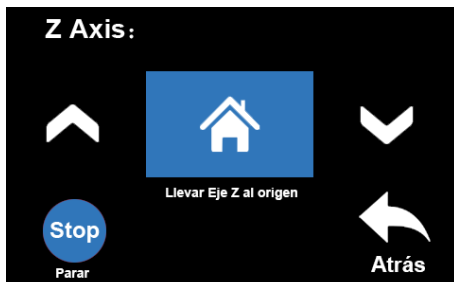 Z Axis：
Llevar Eje Z al origen
Stop
Parar
Atrás